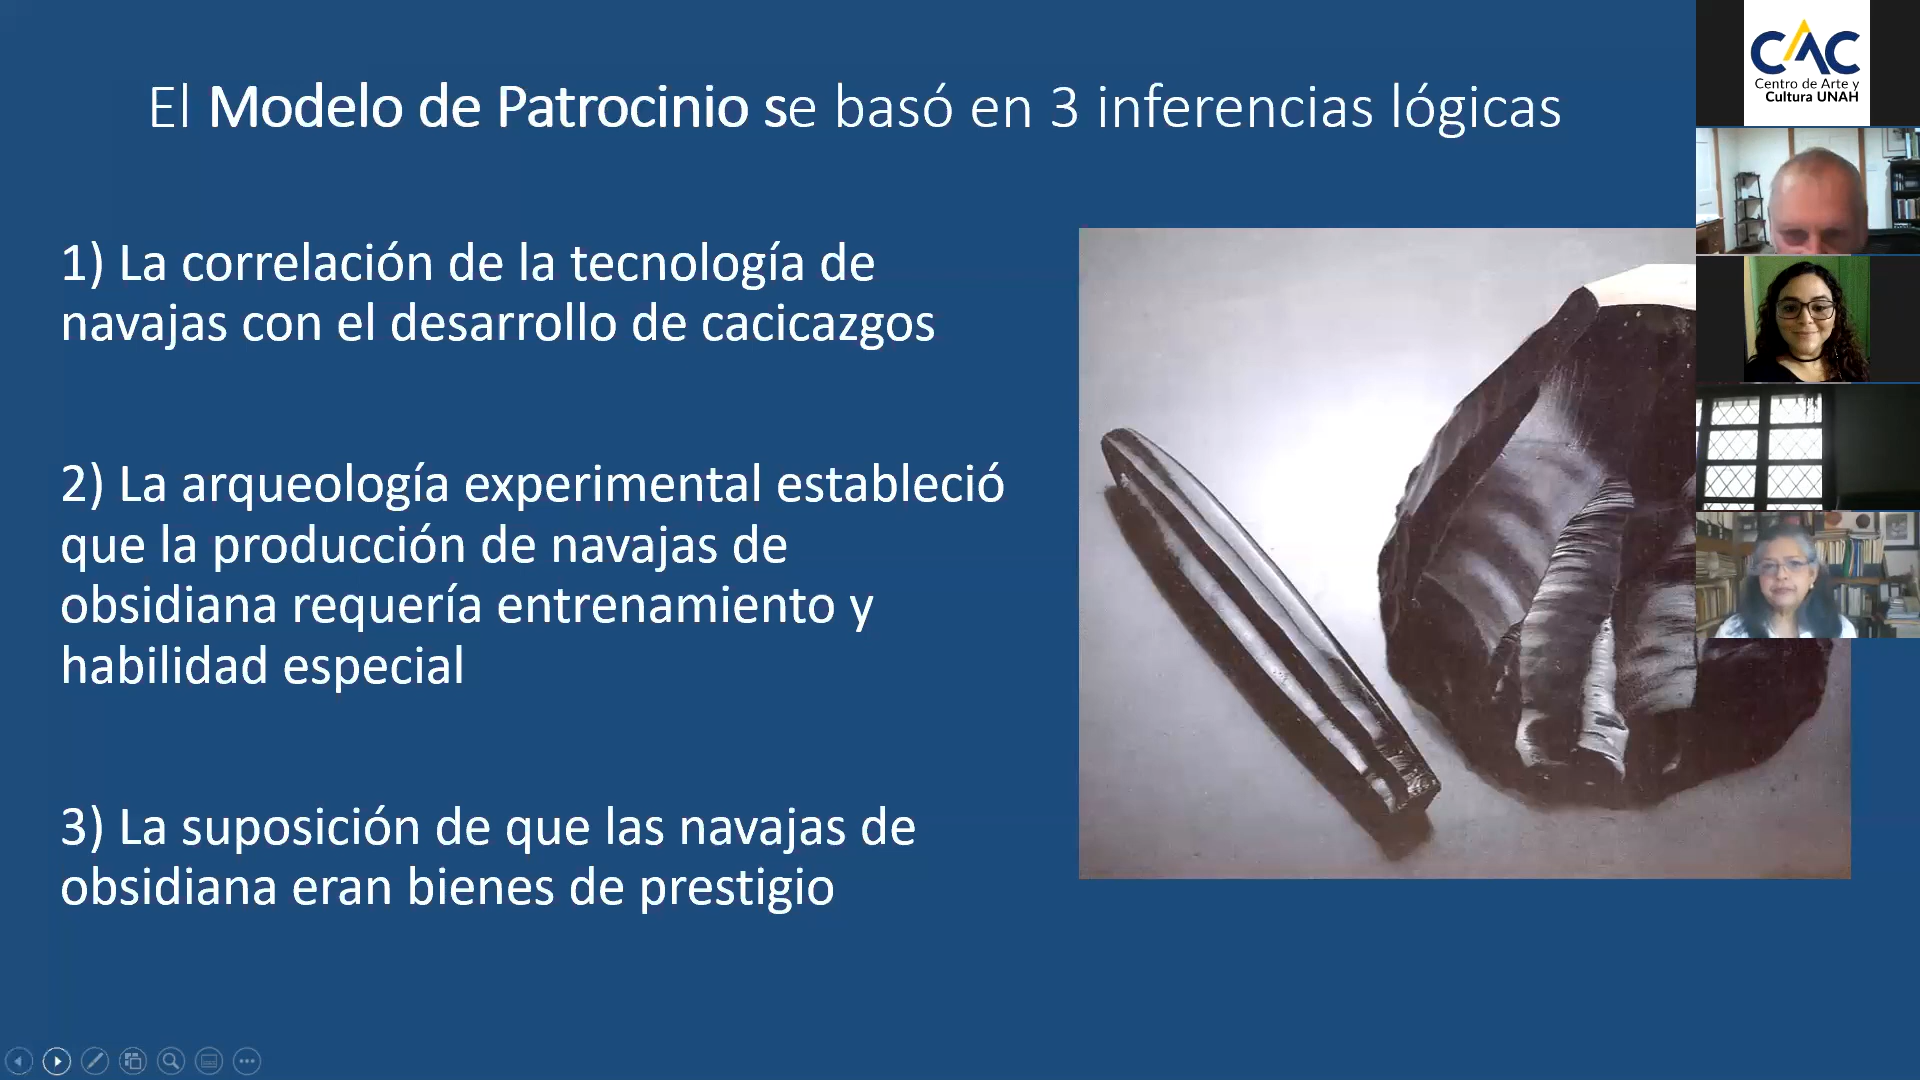 El Modelo de Patrocinio se basó en 3 inferencias lógicas
1) La correlación de la tecnología de
navajas con el desarrollo de cacicazgos
2) La arqueología experimental estableció
que la producción de navajas de
obsidiana requería entrenamiento y
habilidad especial
3) La suposición de que las navajas de
obsidiana eran bienes de prestigio
CAC
Centro de Arte y
Cultura UNAH